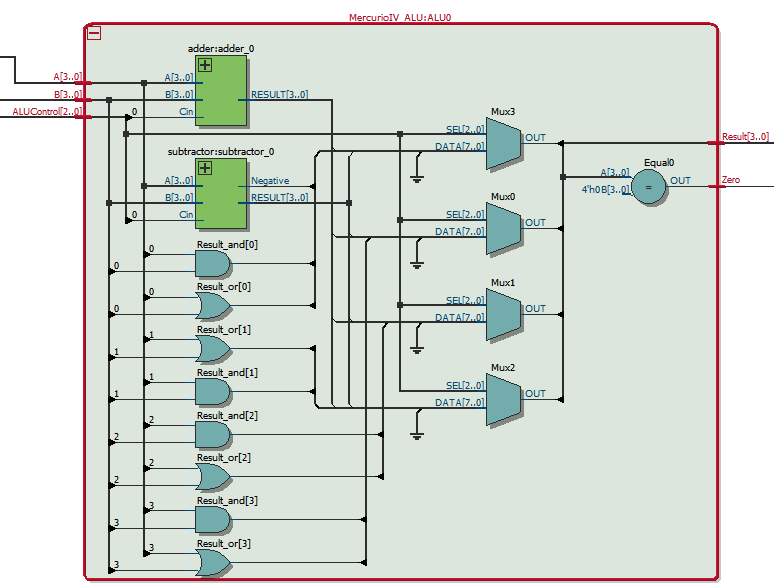 MercurioIV_ALU:ALU0
adder:adder_0
A[3..0]
B[3..0]
ALUControl[2..0]
A[3..0]
B[3..0]
0
Cin
RESULT[3..0]
subtractor:subtractor_0
A[3..0]
B[3..0]
0
Cin
Negative
RESULT[3..0]
Result_and[0]
0
0
Result_or[0]
0
0
Result_or[1]
1
1
Result_and[1]
1
1
Result_and[2]
2
2
Result_or[2]
2
2
Result_and[3]
3
3
Result_or[3]
3
3
Mux3
SEL[2..0]
DATA[7..0]
OUT
Mux0
SEL[2..0]
DATA[7..0]
OUT
Mux1
SEL[2..0]
DATA[7..0]
OUT
Mux2
SEL[2..0]
DATA[7..0]
OUT
Equal0
A[3..0]
4'h0 B[3..0]
=
OUT
Result[3..0]
Zero